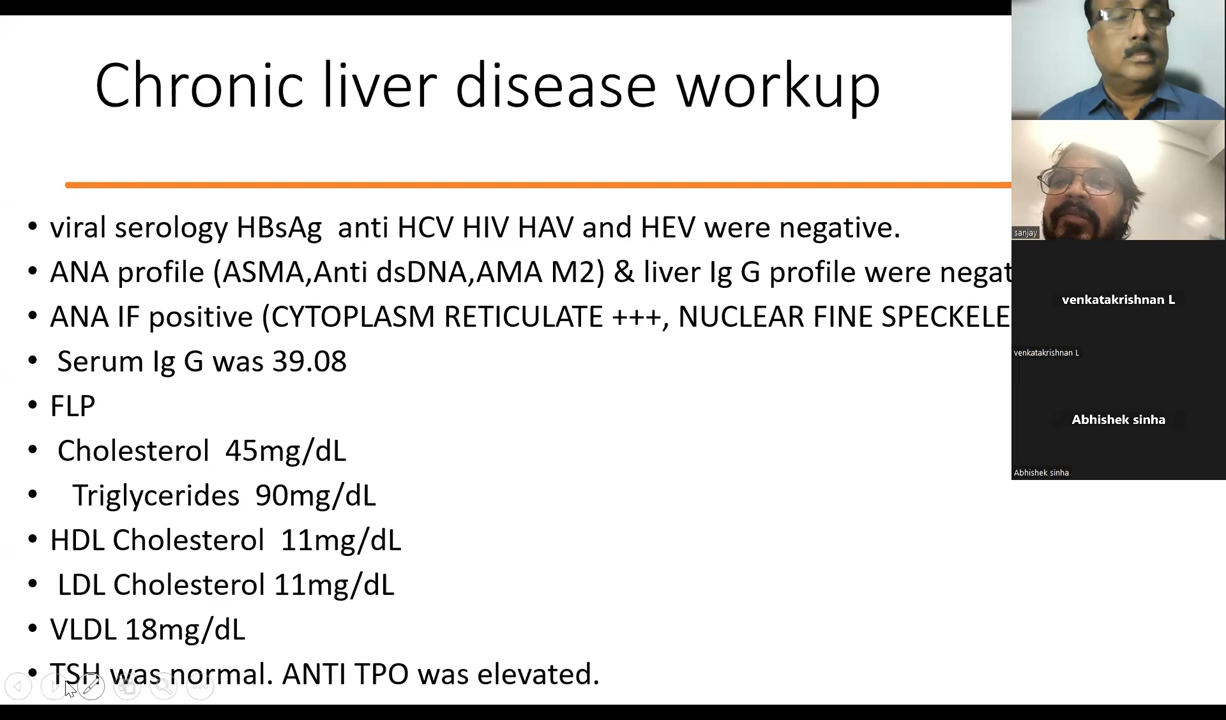 Chronic liver disease workup
• viral serology HBsAg anti HCV HIV HAV and HEV were negative.
• ANA profile (ASMA,Anti dsDNA,AMA M2) & liver Ig G profile were negat
• ANA IF positive (CYTOPLASM RETICULATE +++, NUCLEAR FINE SPECKELE
• Serum Ig G was 39.08
• FLP
• Cholesterol 45mg/dL
• Triglycerides 90mg/dL
• HDL Cholesterol 11mg/dL
• LDL Cholesterol 11mg/dL
• VLDL 18mg/dL
• TSH was normal. ANTI TPO was elevated.
sanjay
venkatakrishnan L
venkatakrishnan L
Abhishek sinha
Abhishek sinha